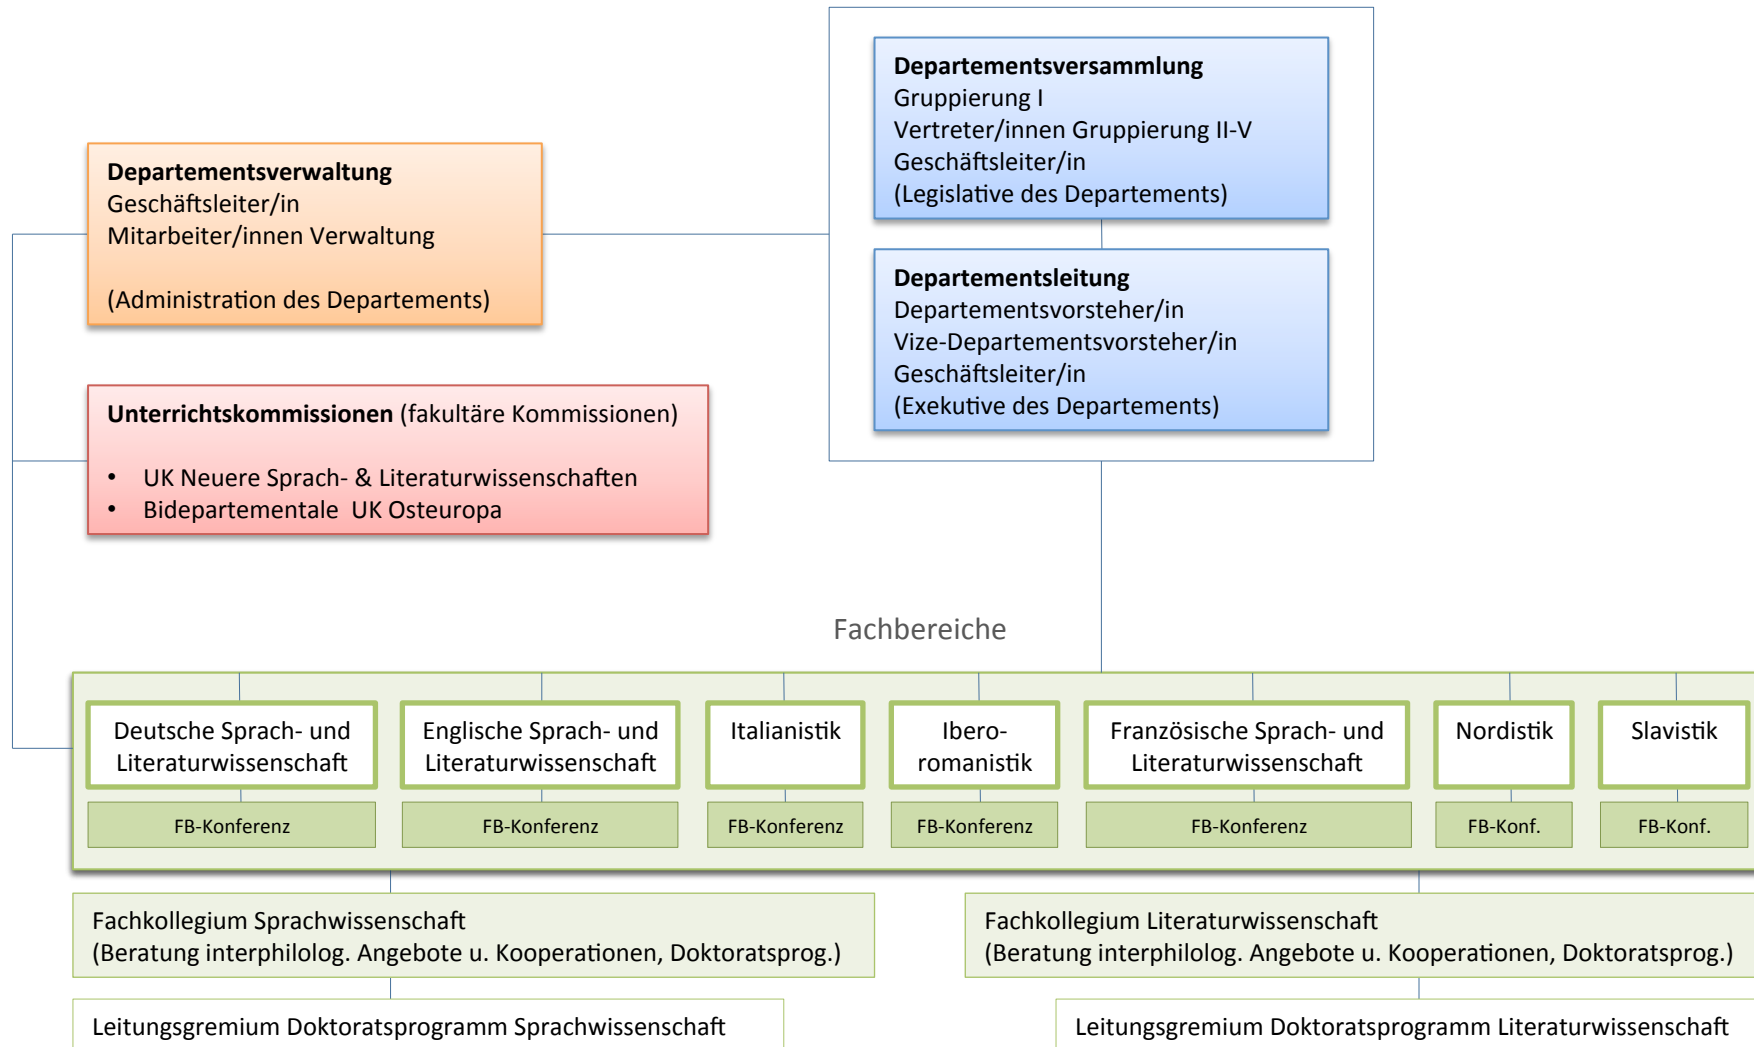 Departementsversammlung
Gruppierung I
Vertreter/innen Gruppierung II-V
Geschäftsleiter/in
(Legislative des Departements)
Departementsverwaltung
Geschäftsleiter/in
Mitarbeiter/innen Verwaltung
(Administration des Departements)
Departementsleitung
Departementsvorsteher/in
Vize-Departementsvorsteher/in
Geschäftsleiter/in
(Exekutive des Departements)
Unterrichtskommissionen (fakultäre Kommissionen)
• UK Neuere Sprach- & Literaturwissenschaften
• Bidepartementale UK Osteuropa
Fachbereiche
Deutsche Sprach- und
Literaturwissenschaft
Englische Sprach- und
Literaturwissenschaft
Italianistik
Ibero-
romanistik
Französische Sprach- und
Literaturwissenschaft
Nordistik
Slavistik
FB-Konferenz
FB-Konferenz
FB-Konferenz
FB-Konferenz
FB-Konferenz
FB-Konf.
FB-Konf.
Fachkollegium Sprachwissenschaft
(Beratung interphilolog. Angebote u. Kooperationen, Doktoratsprog.)
Fachkollegium Literaturwissenschaft
(Beratung interphilolog. Angebote u. Kooperationen, Doktoratsprog.)
Leitungsgremium Doktoratsprogramm Sprachwissenschaft
Leitungsgremium Doktoratsprogramm Literaturwissenschaft